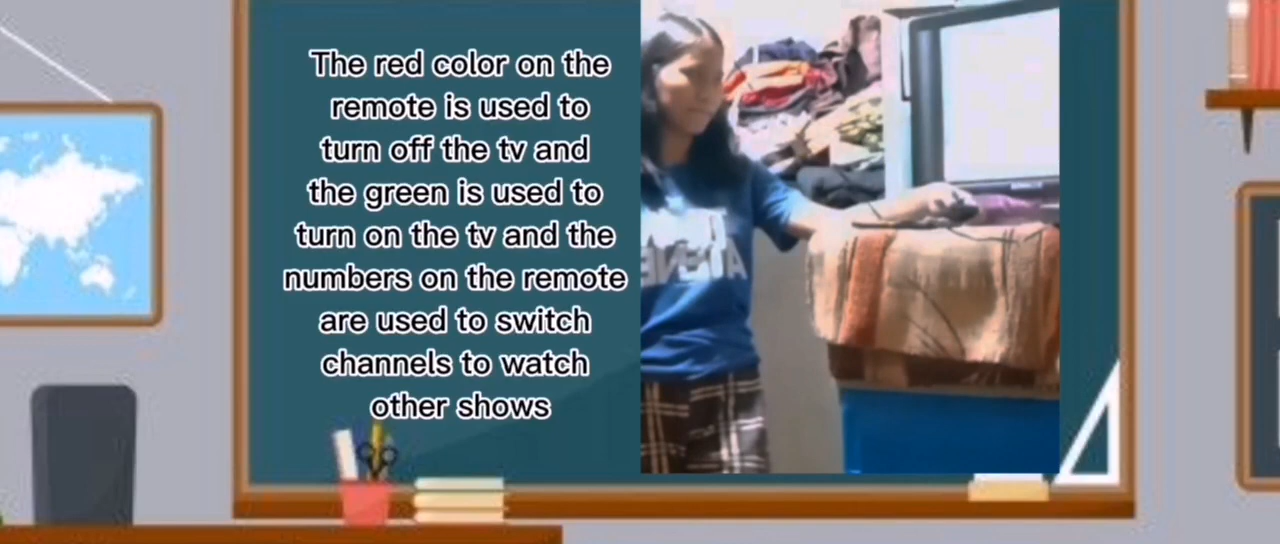 The red color on the
remote is used to
turn off the tv and
the green is used to
turn on the tv and the
numbers on the remote
are used to switch
channels to watch
other shows